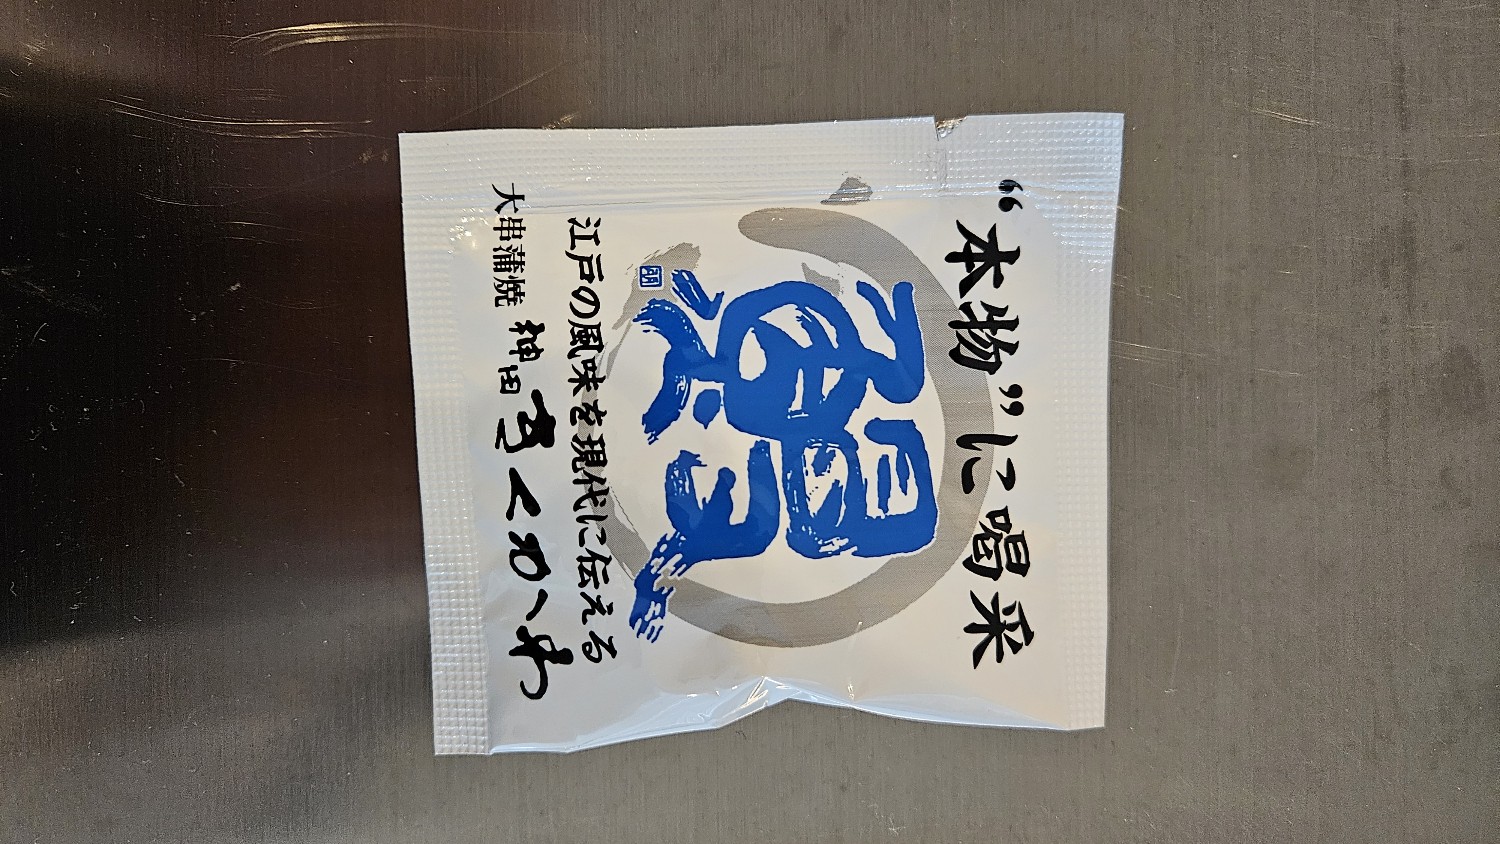 “本物”に喝采
江戸の風味を現代に伝える
大串蒲焼 神田きくかわ